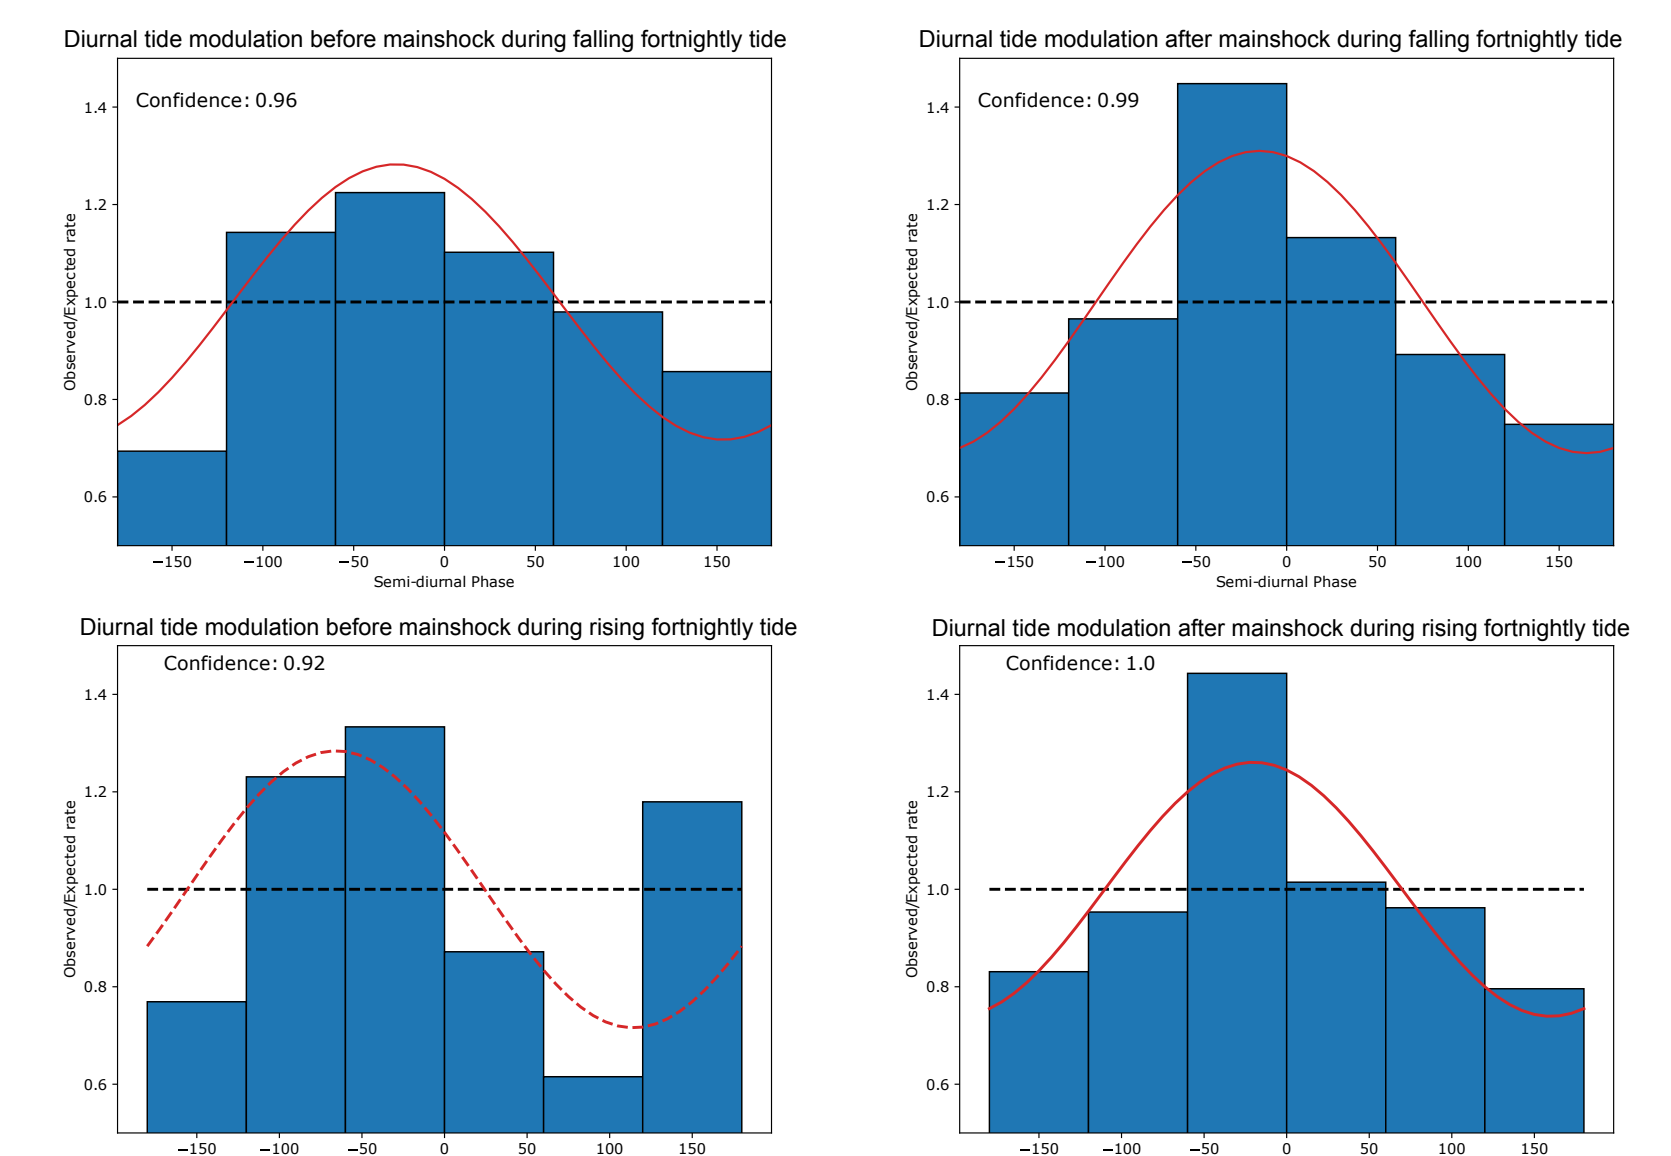 Diurnal tide modulation before mainshock during falling fortnightly tide
Confidence: 0.96
1.4
1.2
1.0
0.8
0.6
Observed/Expected rate
−150 −100 −50 0 50 100 150
Semi-diurnal Phase
Diurnal tide modulation after mainshock during falling fortnightly tide
Confidence: 0.99
1.4
1.2
1.0
0.8
0.6
Observed/Expected rate
−150 −100 −50 0 50 100 150
Semi-diurnal Phase
Diurnal tide modulation before mainshock during rising fortnightly tide
Confidence: 0.92
1.4
1.2
1.0
0.8
0.6
Observed/Expected rate
−150 −100 −50 0 50 100 150
Diurnal tide modulation after mainshock during rising fortnightly tide
Confidence: 1.0
1.4
1.2
1.0
0.8
0.6
Observed/Expected rate
−150 −100 −50 0 50 100 150